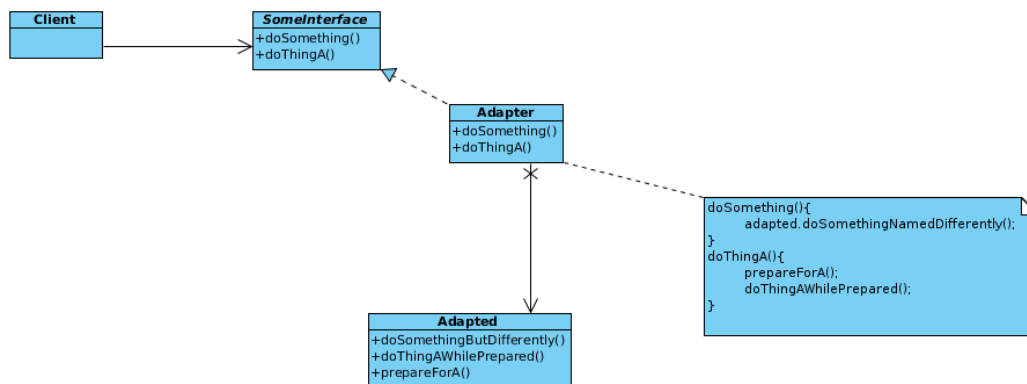 Client
SomeInterface
+doSomething()
+doThingA()
Adapter
+doSomething()
+doThingA()
doSomething(){
adapted.doSomethingNamedDifferently();
}
doThingA(){
prepareForA();
doThingAWhilePrepared();
}
Adapted
+doSomethingButDifferently()
+doThingAWhilePrepared()
+prepareForA()